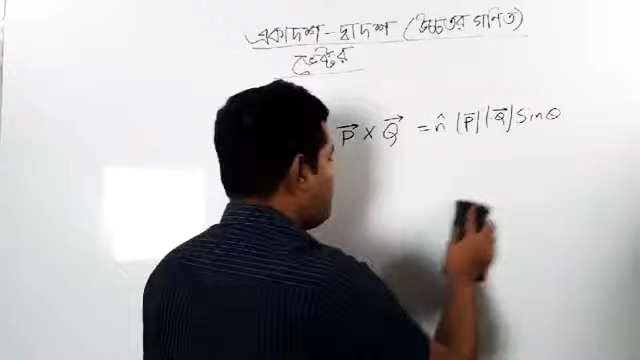 একাদশ - দ্বাদশ (উচ্চতর গণিত)
ভেক্টর
P⃗ × Q⃗ = n̂ |P⃗| |Q⃗| Sinθ